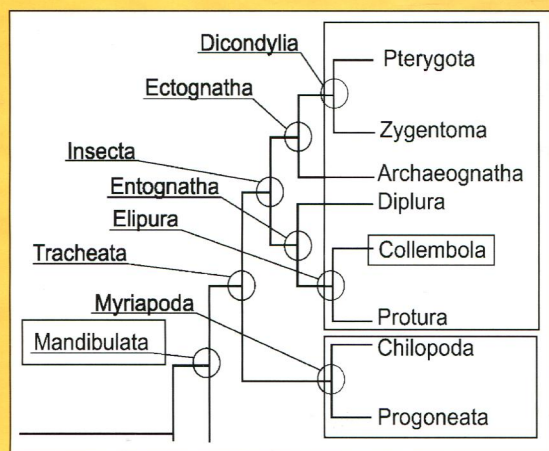 Dicondylia
Pterygota
Ectognatha
Zygentoma
Insecta
Archaeognatha
Entognatha
Diplura
Elipura
Collembola
Tracheata
Myriapoda
Protura
Mandibulata
Chilopoda
Progoneata